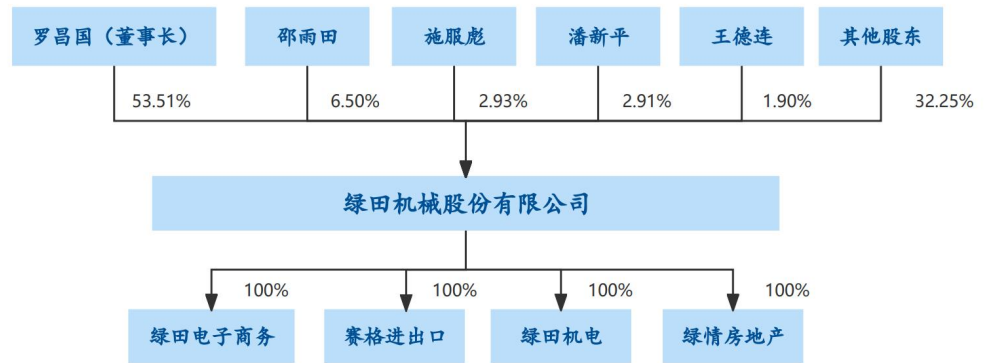 罗昌国（董事长）
邵雨田
施服彪
潘新平
王德连
其他股东
53.51%
6.50%
2.93%
2.91%
1.90%
32.25%
绿田机械股份有限公司
100%
100%
100%
100%
绿田电子商务
赛格进出口
绿田机电
绿情房地产